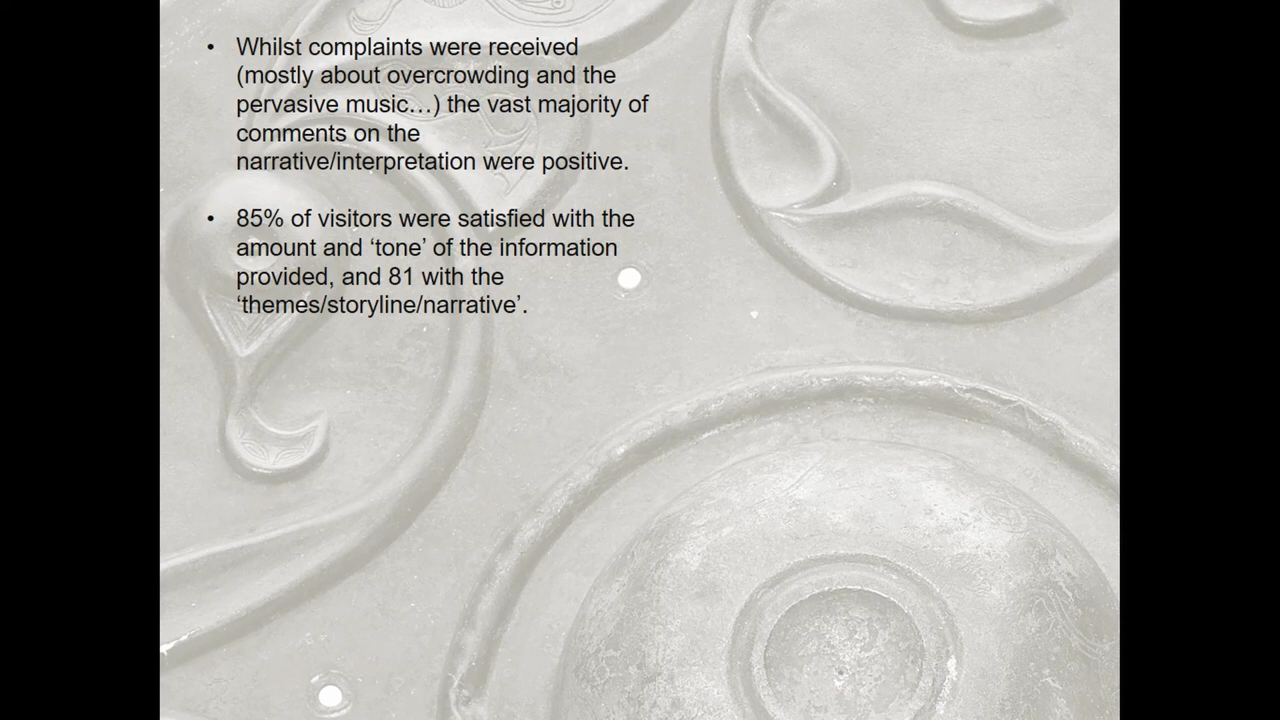 • Whilst complaints were received
(mostly about overcrowding and the
pervasive music…) the vast majority of
comments on the
narrative/interpretation were positive.
• 85% of visitors were satisfied with the
amount and ‘tone’ of the information
provided, and 81 with the
‘themes/storyline/narrative’.